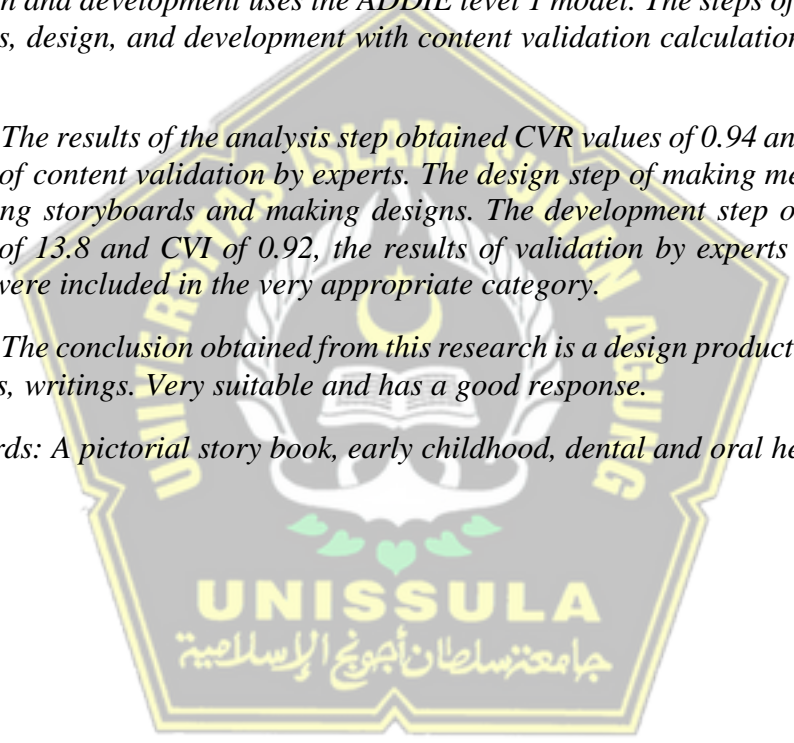 n and development uses the ADDIE level 1 model. The steps of
s, design, and development with content validation calculation
The results of the analysis step obtained CVR values of 0.94 an
of content validation by experts. The design step of making me
ng storyboards and making designs. The development step o
of 13.8 and CVI of 0.92, the results of validation by experts
were included in the very appropriate category.
The conclusion obtained from this research is a design product
s, writings. Very suitable and has a good response.
rds: A pictorial story book, early childhood, dental and oral he
UNIVERSITAS ISLAM SULTAN AGUNG
UNISSULA
جامعة سلطان أجونج الإسلامية